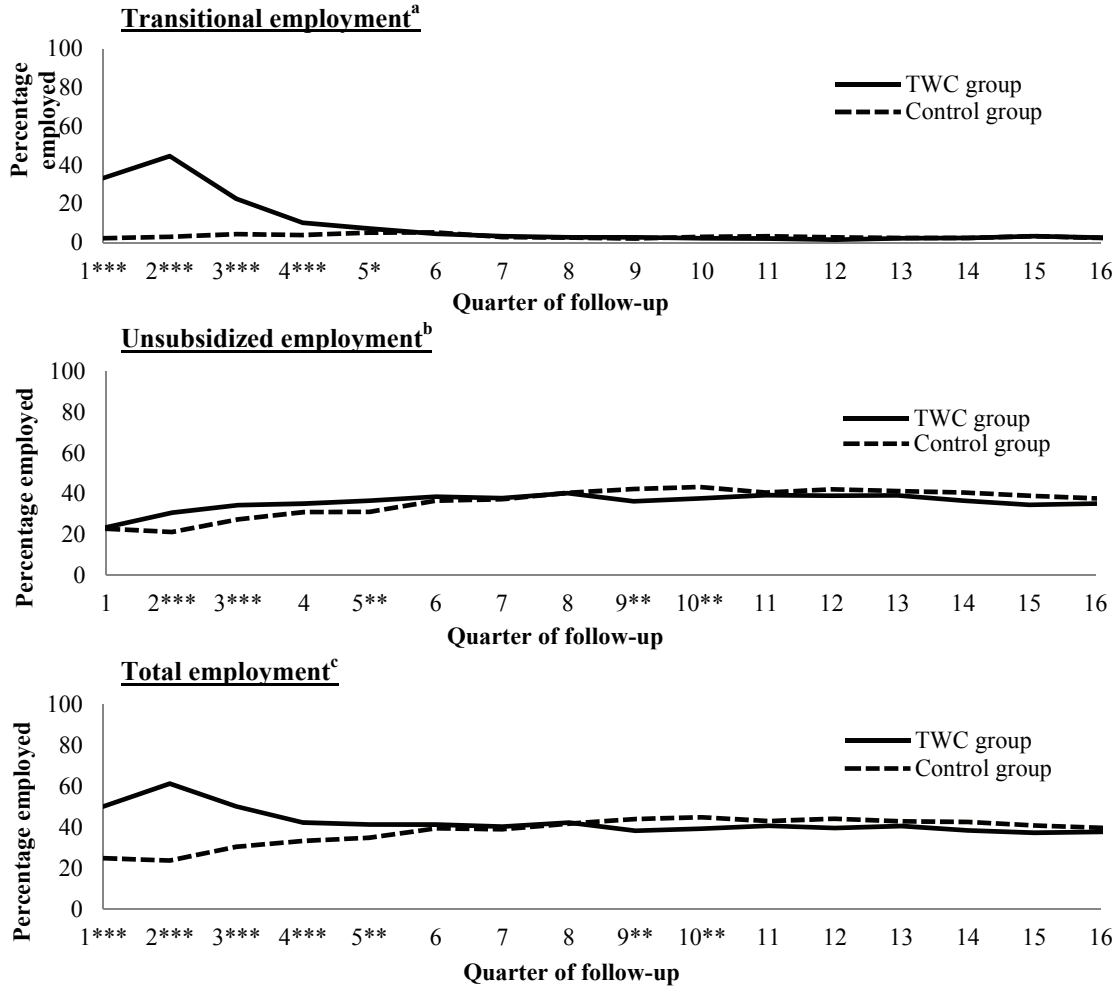 Transitional employmentᵃ
100
80
60
40
20
0
Percentage
employed
TWC group
Control group
1*** 2*** 3*** 4*** 5* 6 7 8 9 10 11 12 13 14 15 16
Quarter of follow-up
Unsubsidized employmentᵇ
100
80
60
40
20
0
Percentage employed
TWC group
Control group
1 2*** 3*** 4 5** 6 7 8 9** 10** 11 12 13 14 15 16
Quarter of follow-up
Total employmentᶜ
100
80
60
40
20
0
Percentage employed
TWC group
Control group
1*** 2*** 3*** 4*** 5** 6 7 8 9** 10** 11 12 13 14 15 16
Quarter of follow-up